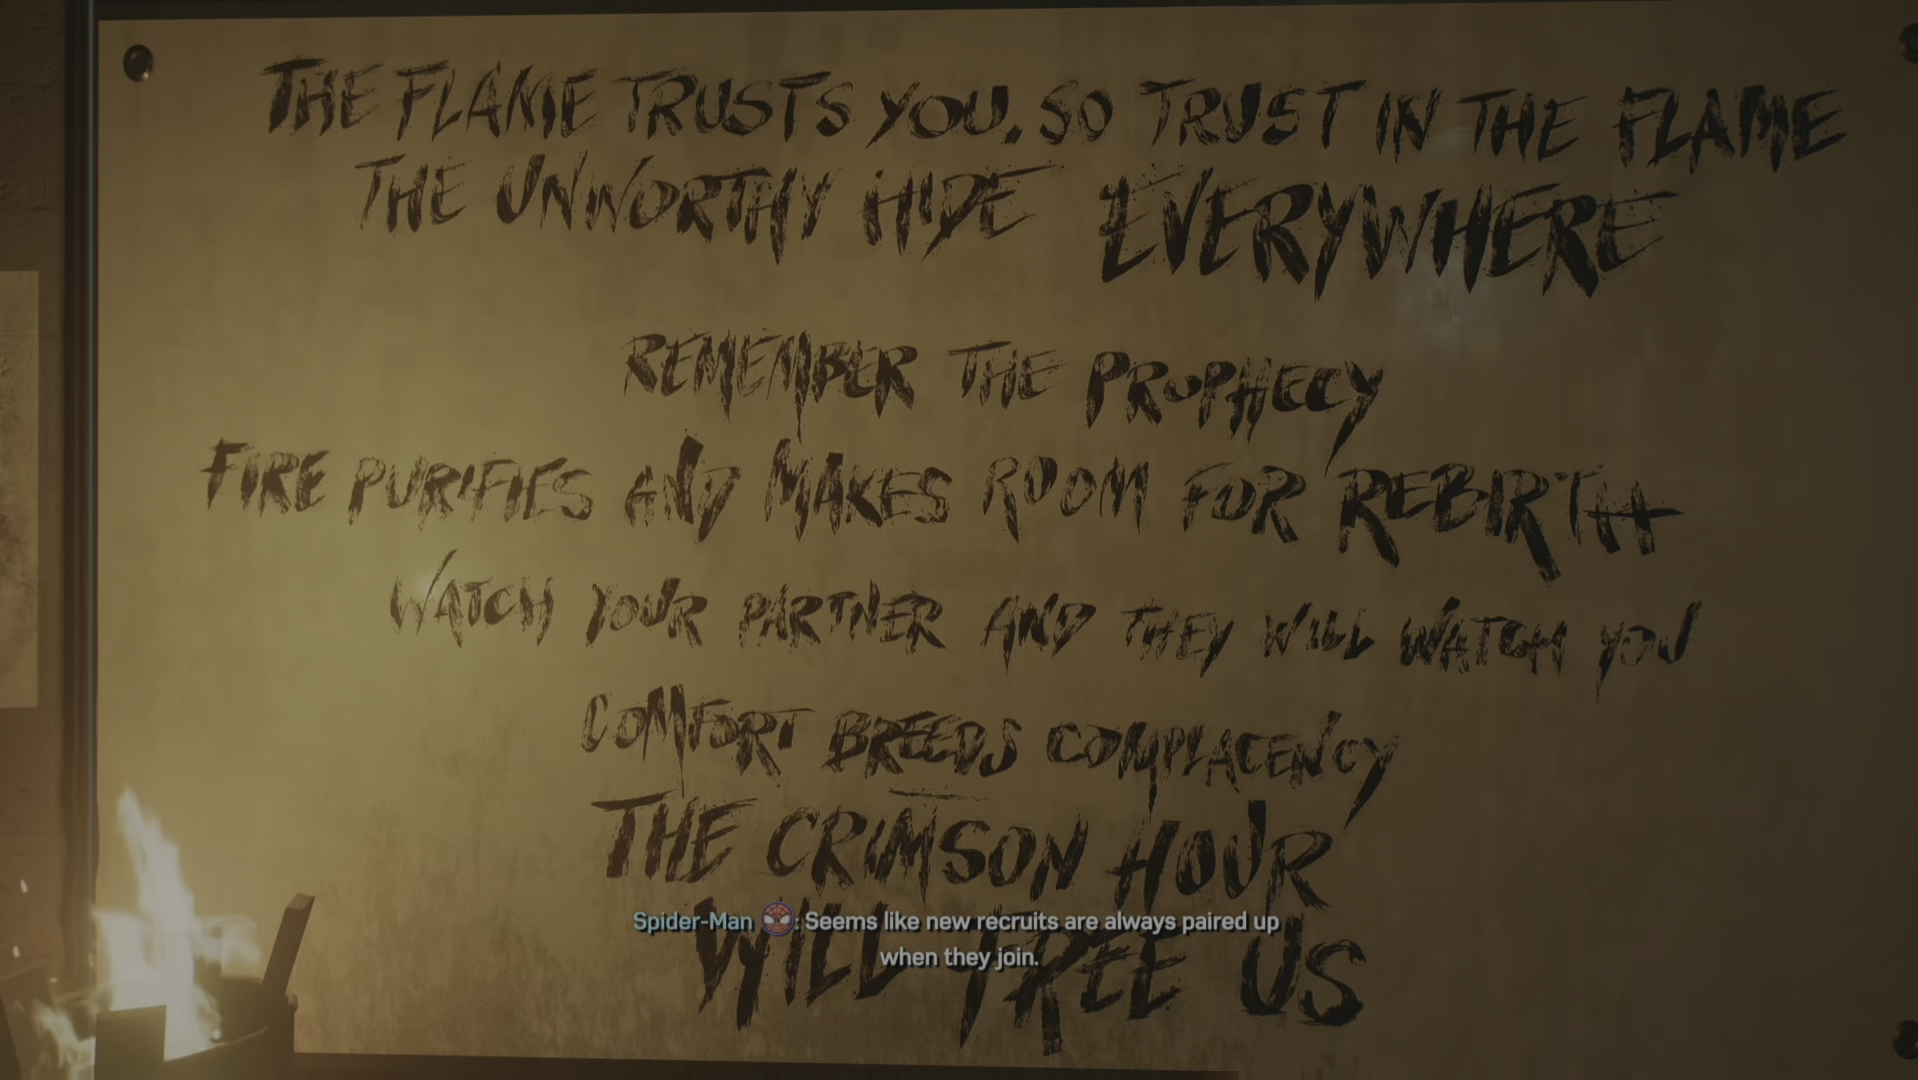 THE FLAME TRUSTS YOU. SO TRUST IN THE FLAME
THE UNWORTHY HIDE EVERYWHERE
REMEMBER THE PROPHECY
FIRE PURIFIES AND MAKES ROOM FOR REBIRTH
WATCH YOUR PARTNER AND THEY WILL WATCH YOU
COMFORT BREEDS COMPLACENCY
THE CRIMSON HOUR
WILL FREE US
Spider-Man : Seems like new recruits are always paired up
when they join.